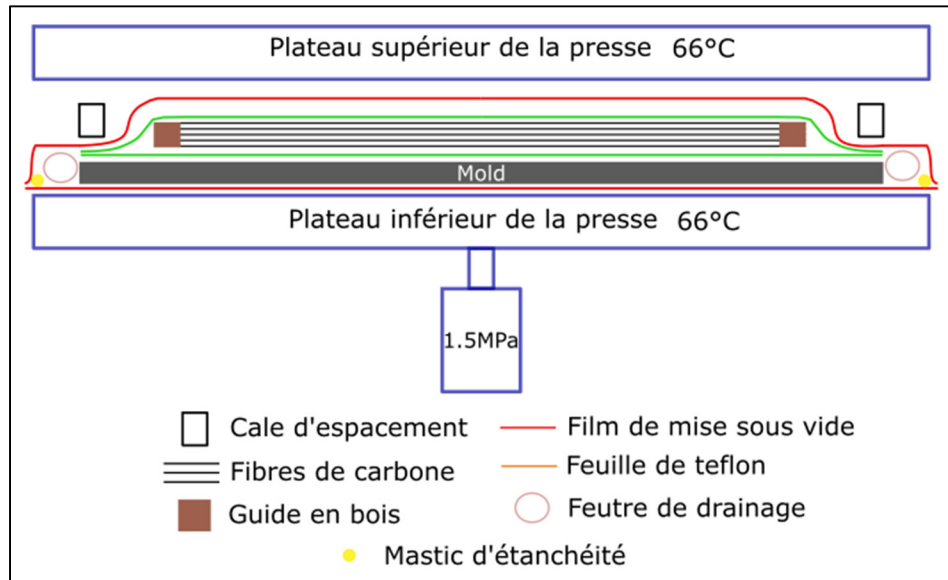 Plateau supérieur de la presse 66°C
Mold
Plateau inférieur de la presse 66°C
1.5MPa
Cale d'espacement
Film de mise sous vide
Fibres de carbone
Feuille de teflon
Guide en bois
Feutre de drainage
Mastic d'étanchéité